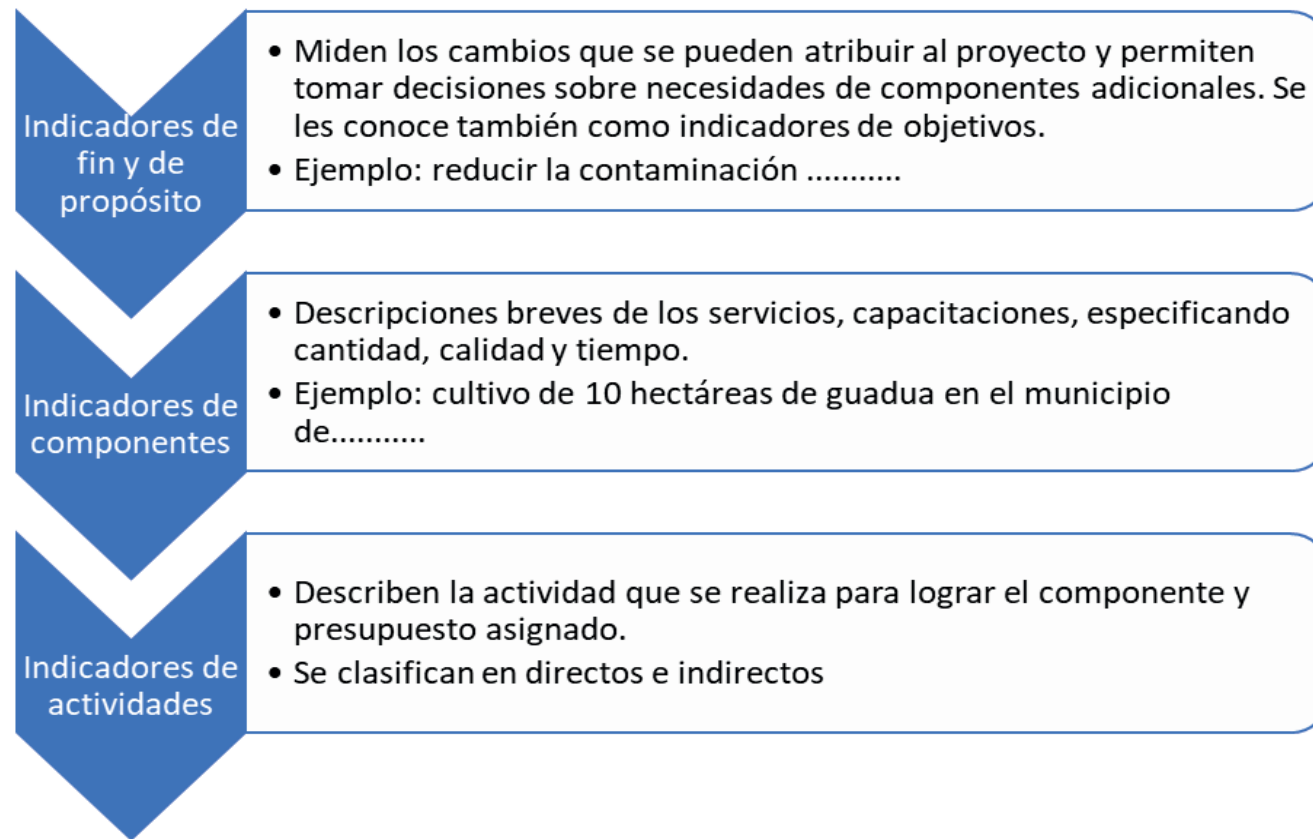 Indicadores de
fin y de
propósito
• Miden los cambios que se pueden atribuir al proyecto y permiten
tomar decisiones sobre necesidades de componentes adicionales. Se
les conoce también como indicadores de objetivos.
• Ejemplo: reducir la contaminación ...........
Indicadores de
componentes
• Descripciones breves de los servicios, capacitaciones, especificando
cantidad, calidad y tiempo.
• Ejemplo: cultivo de 10 hectáreas de guadua en el municipio
de...........
Indicadores de
actividades
• Describen la actividad que se realiza para lograr el componente y
presupuesto asignado.
• Se clasifican en directos e indirectos